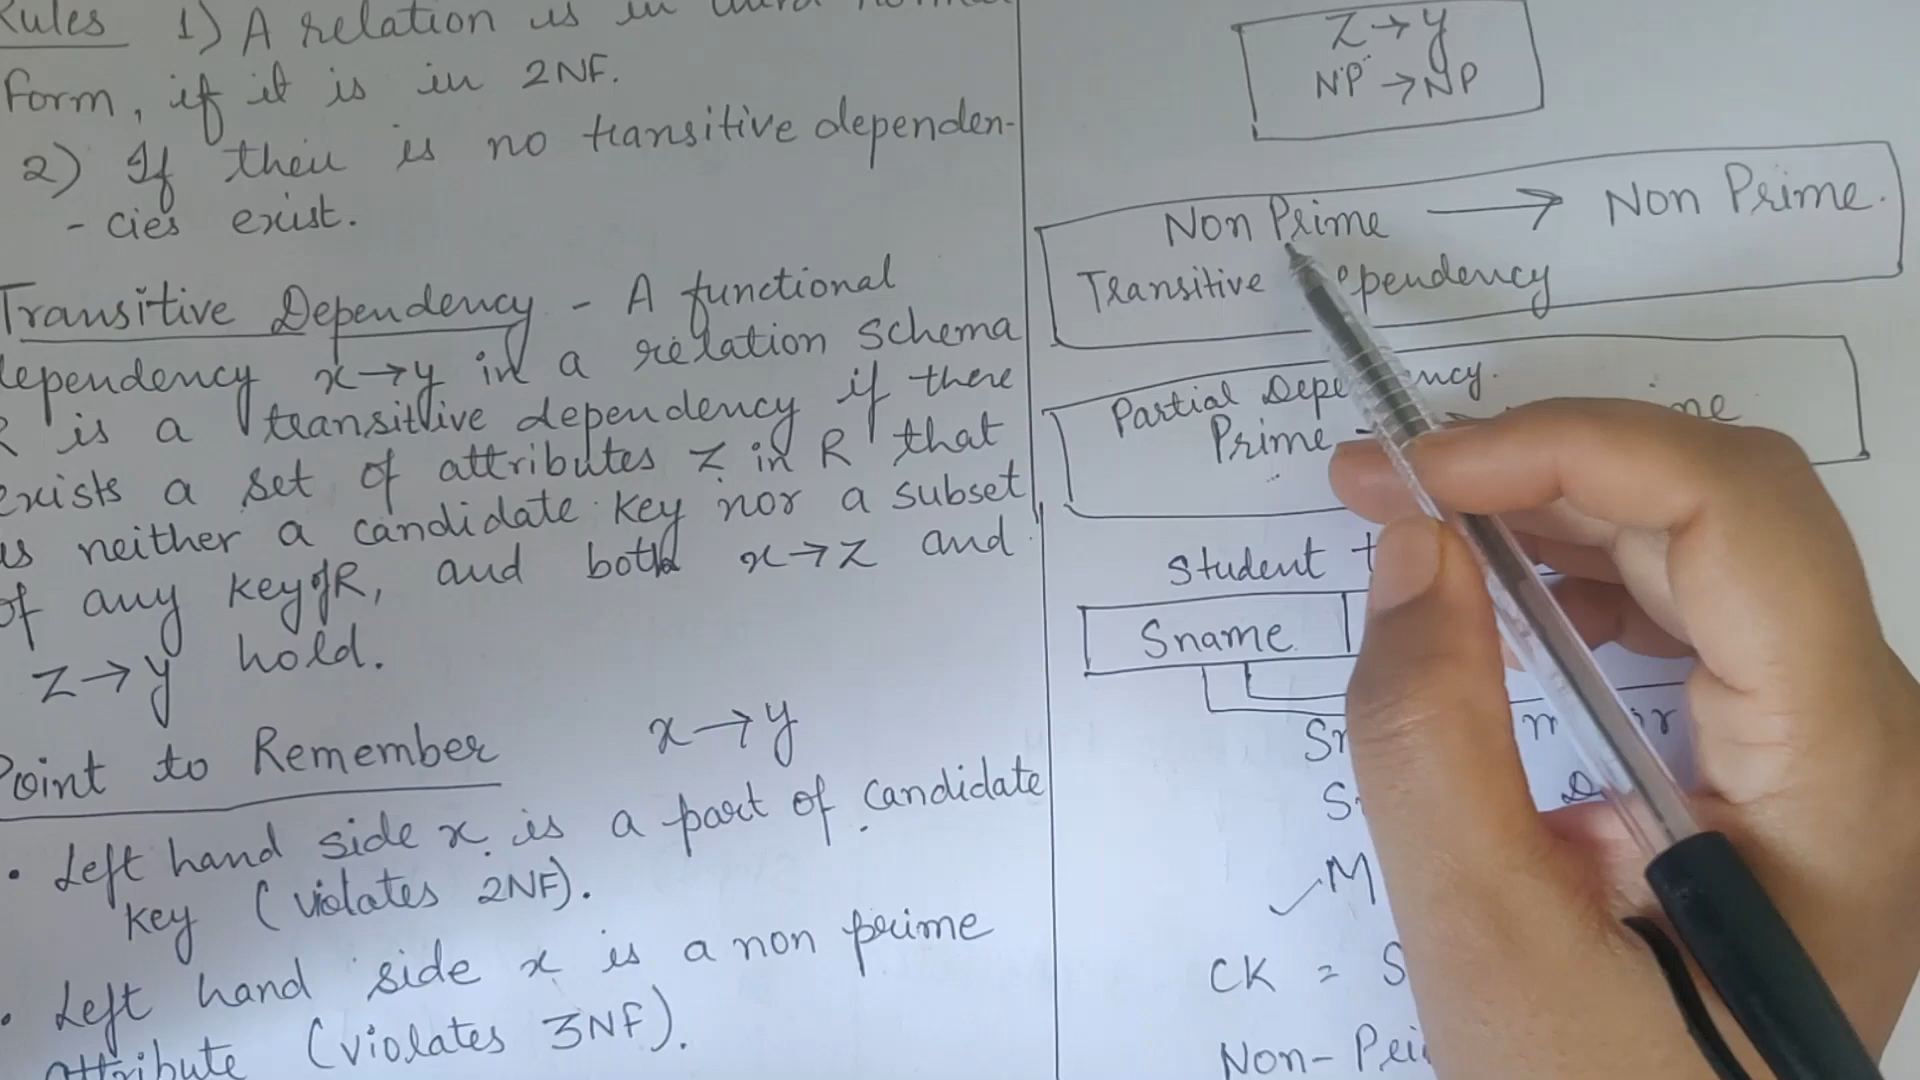 Rules 1) A relation is in third
Form, if it is in 2NF.
2) If their is no transitive dependen-
- cies exist.
Transitive Dependency - A functional
dependency x→y in a relation schema
R is a transitive dependency if there
exists a set of attributes Z in R that
is neither a candidate key nor a subset
of any key of R, and both x→Z and
Z→y hold.
Point to Remember x→y
• Left hand side x is a part of candidate
key (violates 2NF).
• Left hand side x is a non prime
attribute (violates 3NF).
Z→y
NP→NP
Non Prime → Non Prime.
Transitive
Partial
Prime
Student
Sname
CK = S
Non-